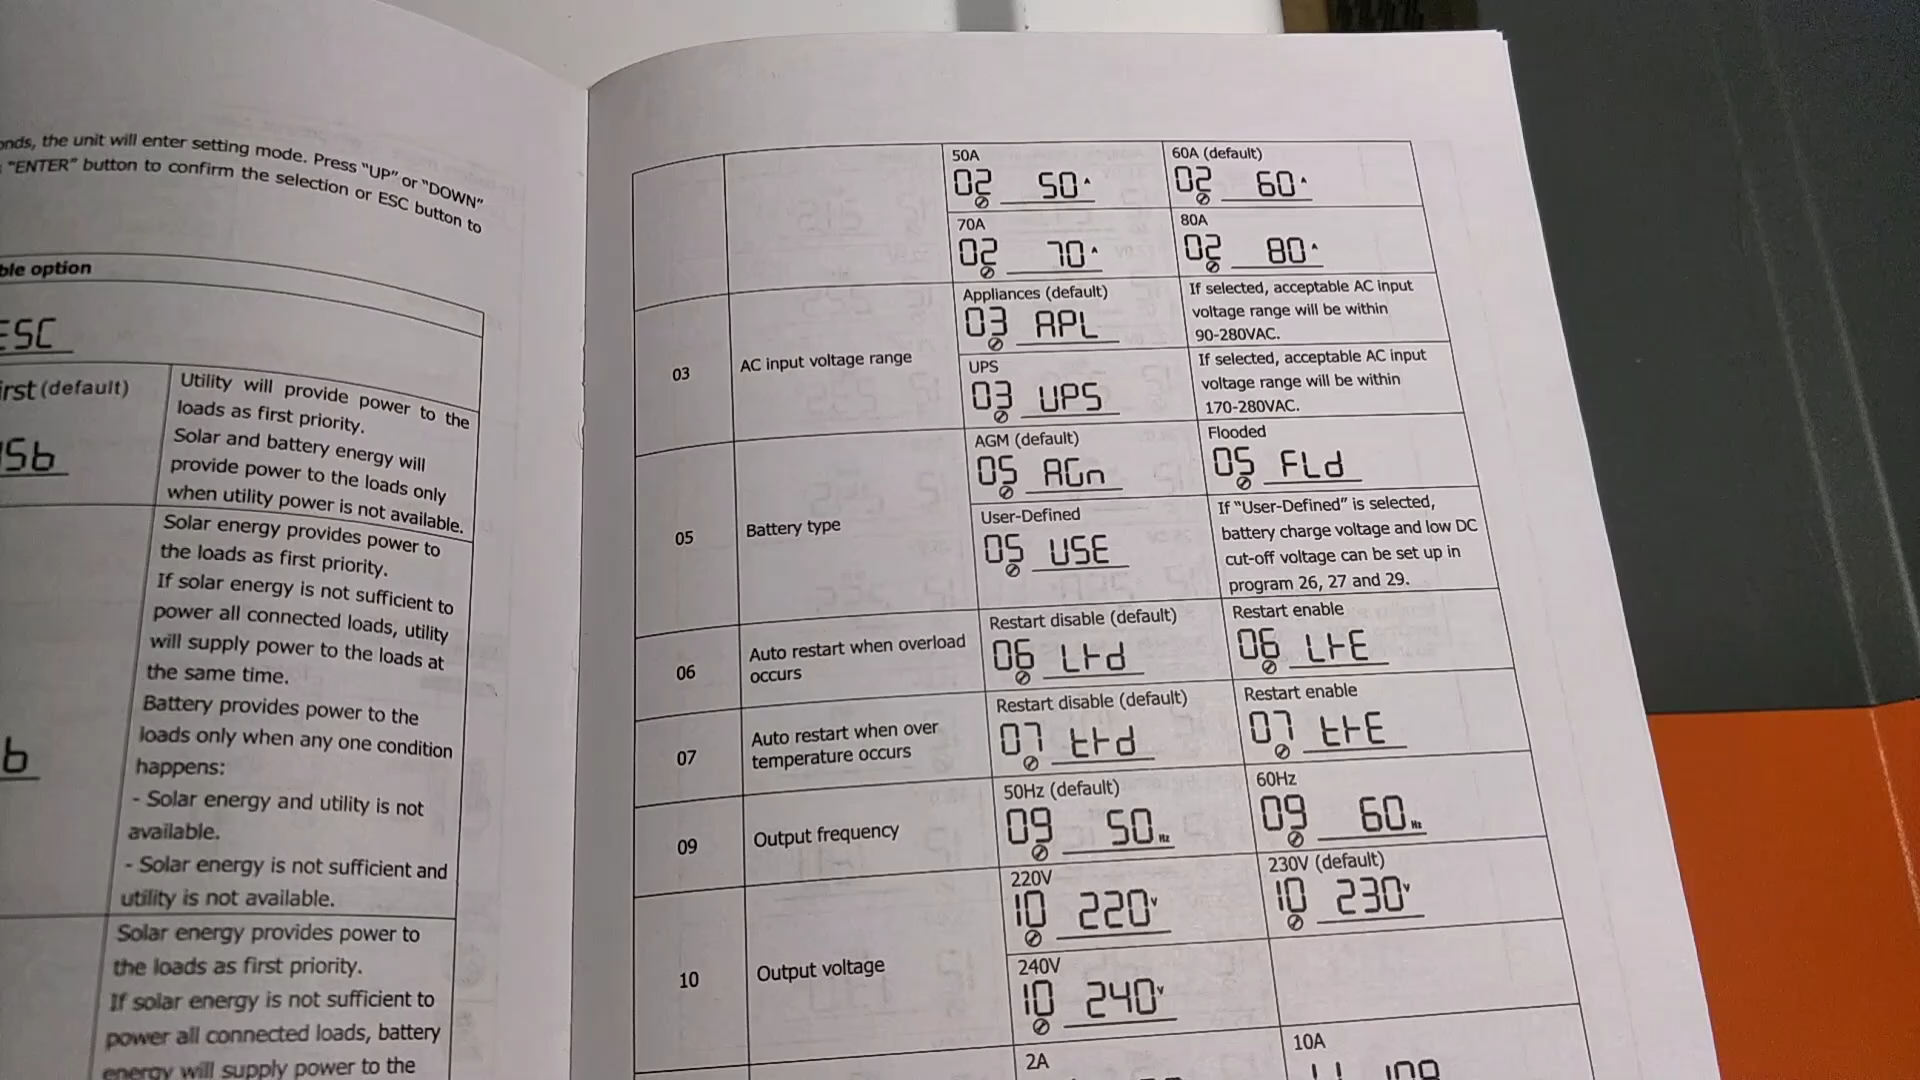 onds, the unit will enter setting mode. Press "UP" or "DOWN"
"ENTER" button to confirm the selection or ESC button to
ble option
ESC
irst (default)
USb
Utility will provide power to the
loads as first priority.
Solar and battery energy will
provide power to the loads only
when utility power is not available.
Solar energy provides power to
the loads as first priority.
If solar energy is not sufficient to
power all connected loads, utility
will supply power to the loads at
the same time.
Battery provides power to the
loads only when any one condition
happens:
- Solar energy and utility is not
available.
- Solar energy is not sufficient and
utility is not available.
b
Solar energy provides power to
the loads as first priority.
If solar energy is not sufficient to
power all connected loads, battery
energy will supply power to the
50A
02 50A
60A (default)
02 60A
70A
02 70A
80A
02 80A
03
AC input voltage range
Appliances (default)
03 APL
If selected, acceptable AC input
voltage range will be within
90-280VAC.
UPS
03 UPS
If selected, acceptable AC input
voltage range will be within
170-280VAC.
05
Battery type
AGM (default)
05 AGn
Flooded
05 FLd
User-Defined
05 USE
If "User-Defined" is selected,
battery charge voltage and low DC
cut-off voltage can be set up in
program 26, 27 and 29.
06
Auto restart when overload
occurs
Restart disable (default)
06 Ltd
Restart enable
06 LtE
07
Auto restart when over
temperature occurs
Restart disable (default)
07 ttd
Restart enable
07 ttE
09
Output frequency
50Hz (default)
09 50Hz
60Hz
09 60Hz
10
Output voltage
220V
10 220v
230V (default)
10 230v
240V
10 240v
2A
10A